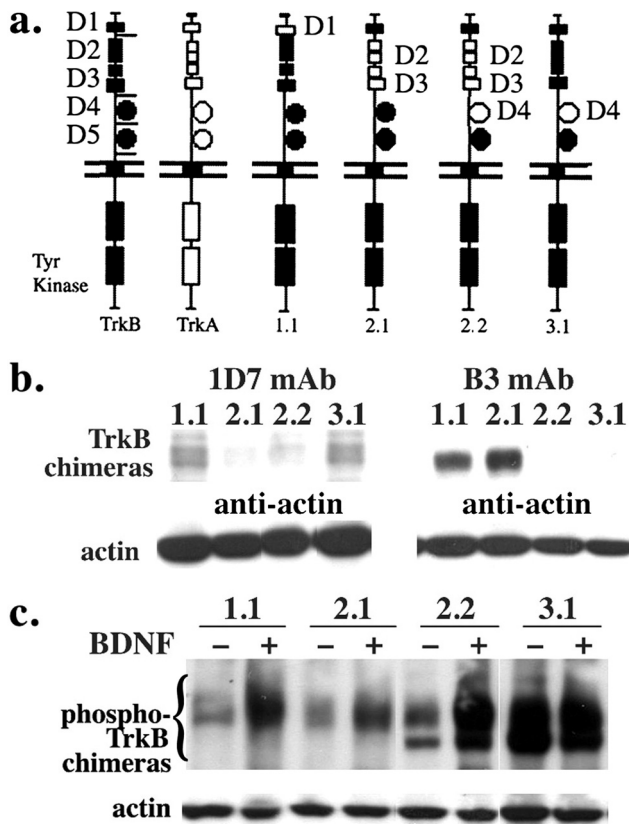 a.
D1
D2
D3
D4
D5
D1
D2
D3
D2
D3
D4
D4
Tyr
Kinase
TrkB TrkA 1.1 2.1 2.2 3.1
b.
1D7 mAb B3 mAb
1.1 2.1 2.2 3.1 1.1 2.1 2.2 3.1
TrkB
chimeras
anti-actin anti-actin
actin
c.
1.1 2.1 2.2 3.1
BDNF – + – + – + – +
phospho-
TrkB
chimeras
actin